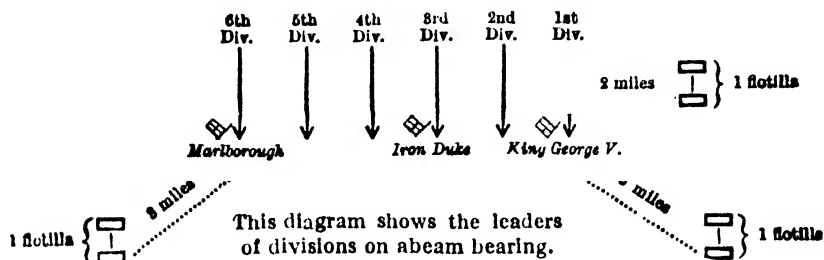 6th 5th 4th 3rd 2nd 1st
Div. Div. Div. Div. Div. Div.
2 miles 1 flotilla
Marlborough Iron Duke King George V.
3 miles miles
1 flotilla This diagram shows the leaders 1 flotilla
of divisions on abeam bearing.